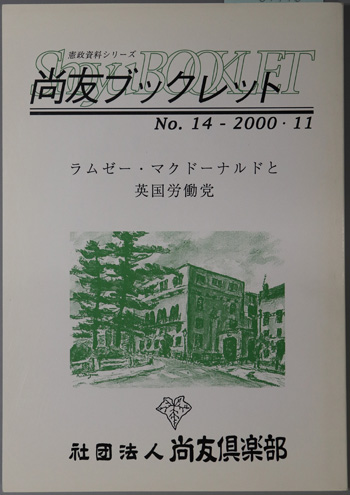 憲政資料シリーズ
Shoyu BOOKLET
尚友ブックレット
No. 14 - 2000・11
ラムゼー・マクドーナルドと
英国労働党
社団法人 尚友倶楽部